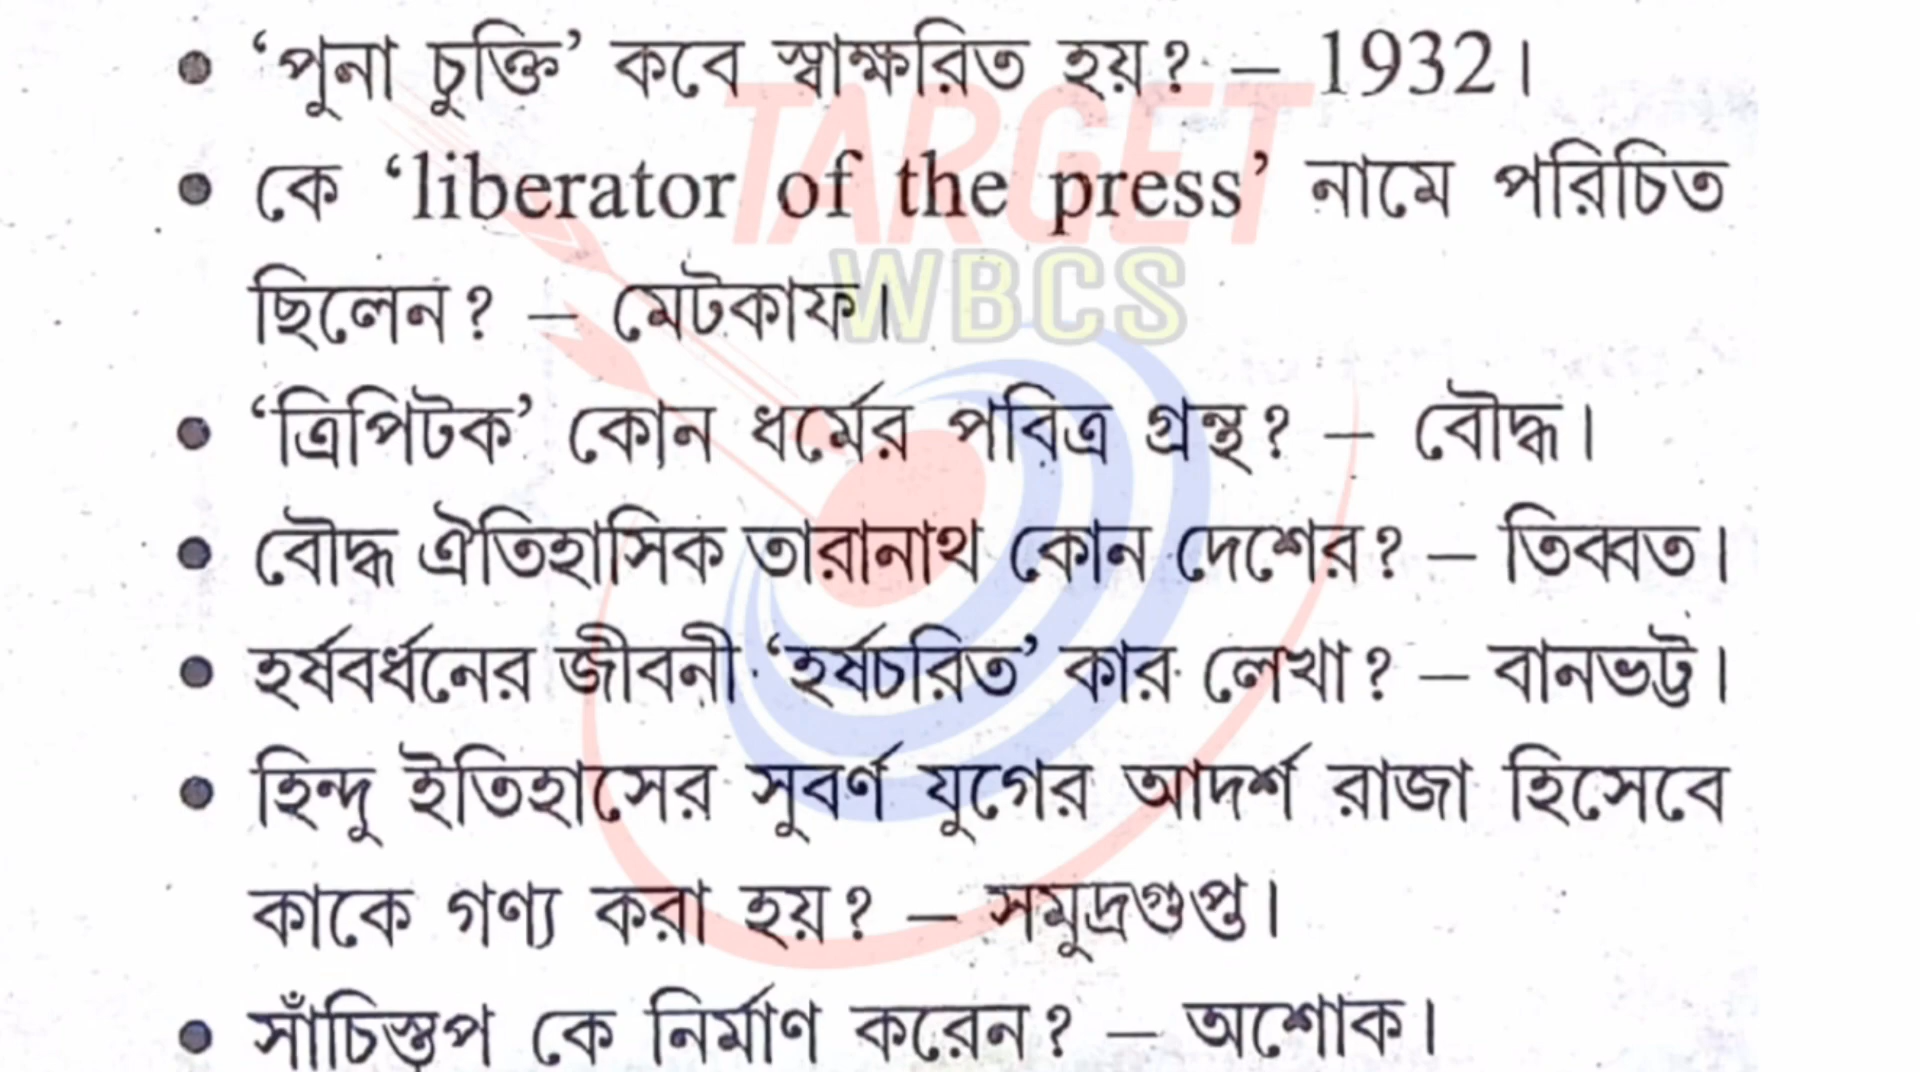 • ‘পুনা চুক্তি’ কবে স্বাক্ষরিত হয়? – 1932।
• কে ‘liberator of the press’ নামে পরিচিত
ছিলেন? – মেটকাফ।
• ‘ত্রিপিটক’ কোন ধর্মের পবিত্র গ্রন্থ? – বৌদ্ধ।
• বৌদ্ধ ঐতিহাসিক তারানাথ কোন দেশের? – তিব্বত।
• হর্ষবর্ধনের জীবনী ‘হর্ষচরিত’ কার লেখা? – বানভট্ট।
• হিন্দু ইতিহাসের সুবর্ণ যুগের আদর্শ রাজা হিসেবে
কাকে গণ্য করা হয়? – সমুদ্রগুপ্ত।
• সাঁচিস্তুপ কে নির্মাণ করেন? – অশোক।
TARGET
WBCS